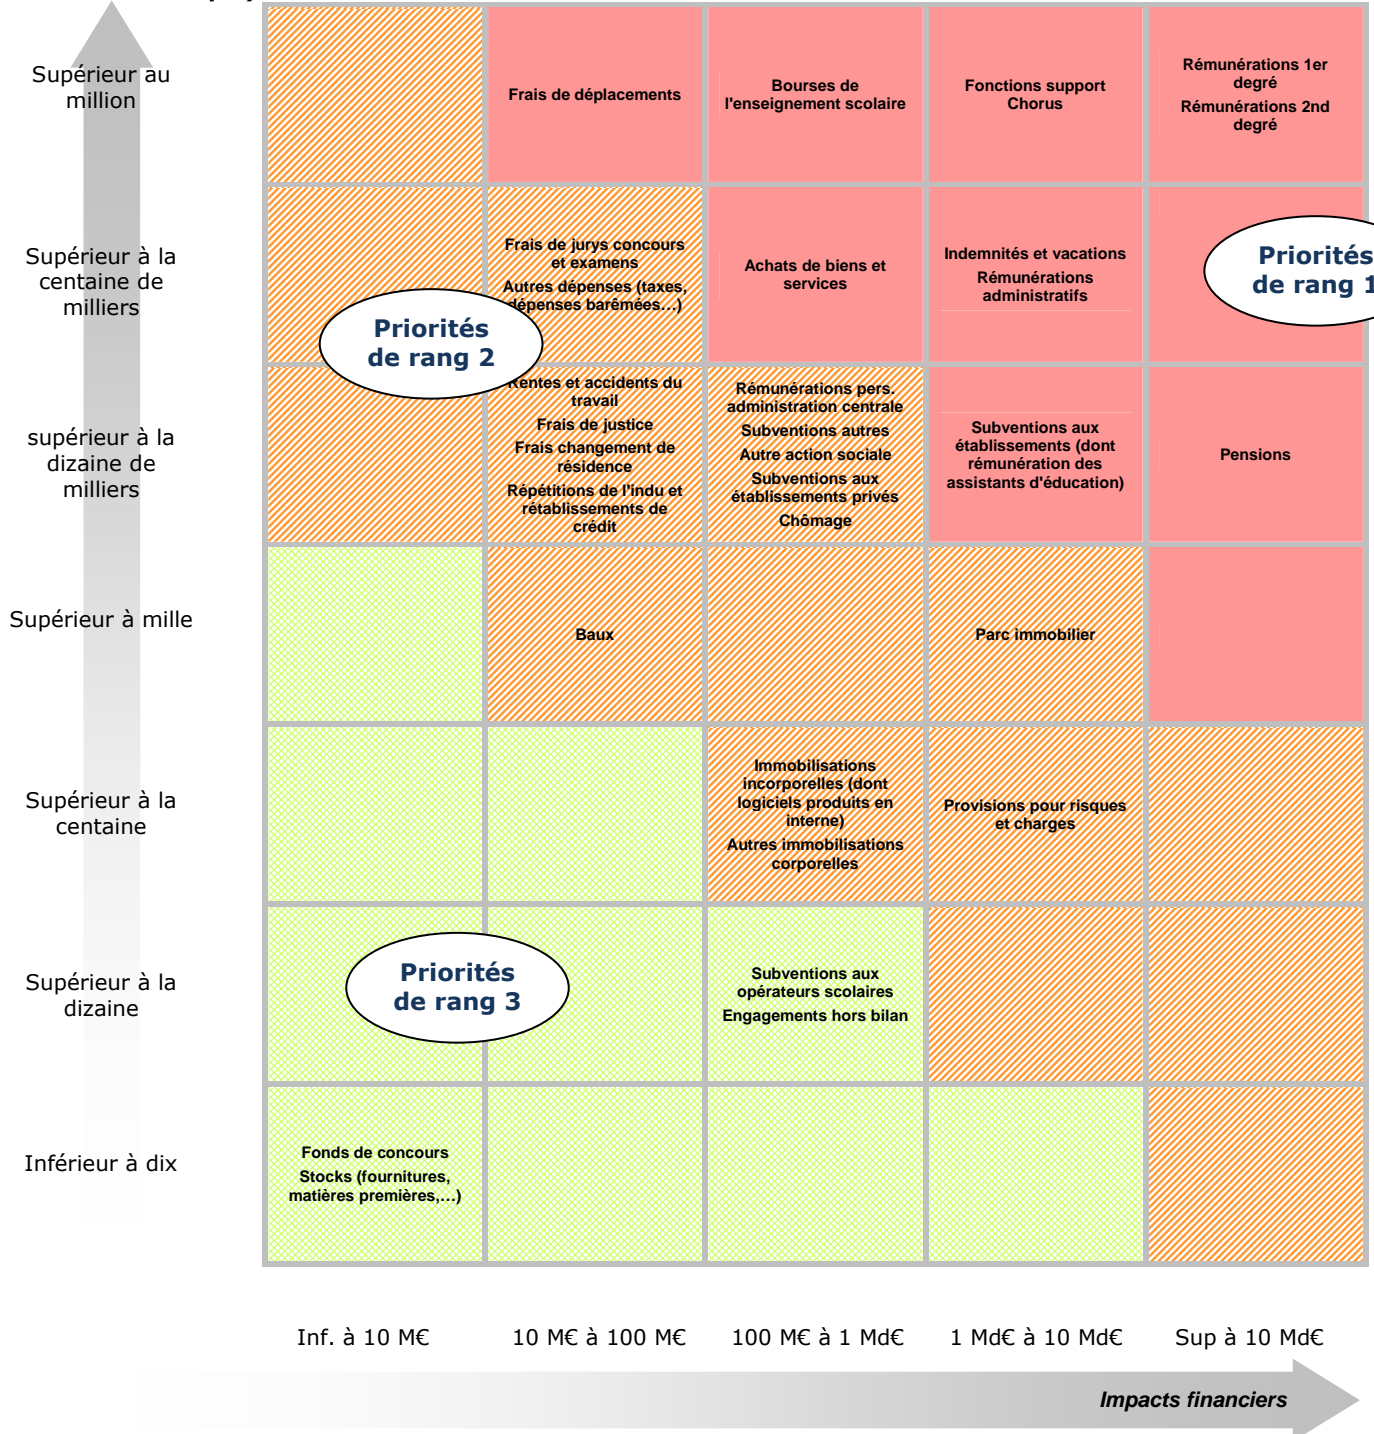 Supérieur au
million
Frais de déplacements
Bourses de
l'enseignement scolaire
Fonctions support
Chorus
Rémunérations 1er
degré
Rémunérations 2nd
degré
Supérieur à la
centaine de
milliers
Frais de jurys concours
et examens
Autres dépenses (taxes,
dépenses barêmées...)
Achats de biens et
services
Indemnités et vacations
Rémunérations
administratifs
Priorités
de rang 1
Priorités
de rang 2
supérieur à la
dizaine de
milliers
Rentes et accidents du
travail
Frais de justice
Frais changement de
résidence
Répétitions de l'indu et
rétablissements de
crédit
Rémunérations pers.
administration centrale
Subventions autres
Autre action sociale
Subventions aux
établissements privés
Chômage
Subventions aux
établissements (dont
rémunération des
assistants d'éducation)
Pensions
Supérieur à mille
Baux
Parc immobilier
Supérieur à la
centaine
Immobilisations
incorporelles (dont
logiciels produits en
interne)
Autres immobilisations
corporelles
Provisions pour risques
et charges
Supérieur à la
dizaine
Priorités
de rang 3
Subventions aux
opérateurs scolaires
Engagements hors bilan
Inférieur à dix
Fonds de concours
Stocks (fournitures,
matières premières,...)
Inf. à 10 M€
10 M€ à 100 M€
100 M€ à 1 Md€
1 Md€ à 10 Md€
Sup à 10 Md€
Impacts financiers